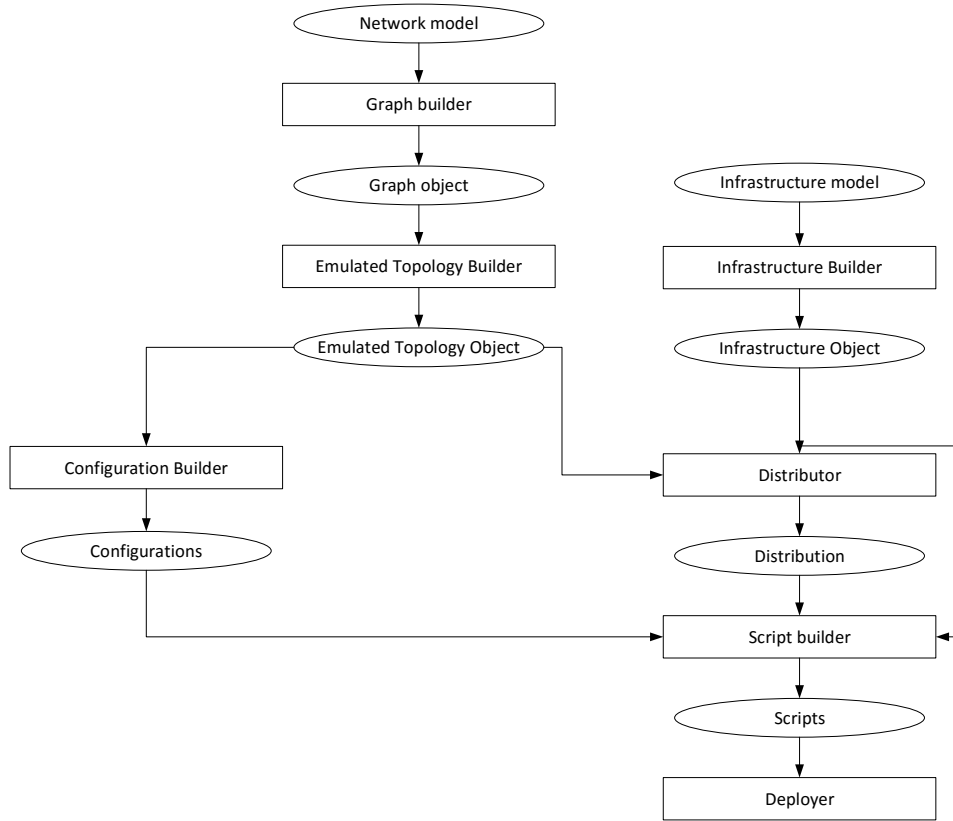 Network model
Graph builder
Graph object
Infrastructure model
Emulated Topology Builder
Infrastructure Builder
Emulated Topology Object
Infrastructure Object
Configuration Builder
Distributor
Configurations
Distribution
Script builder
Scripts
Deployer